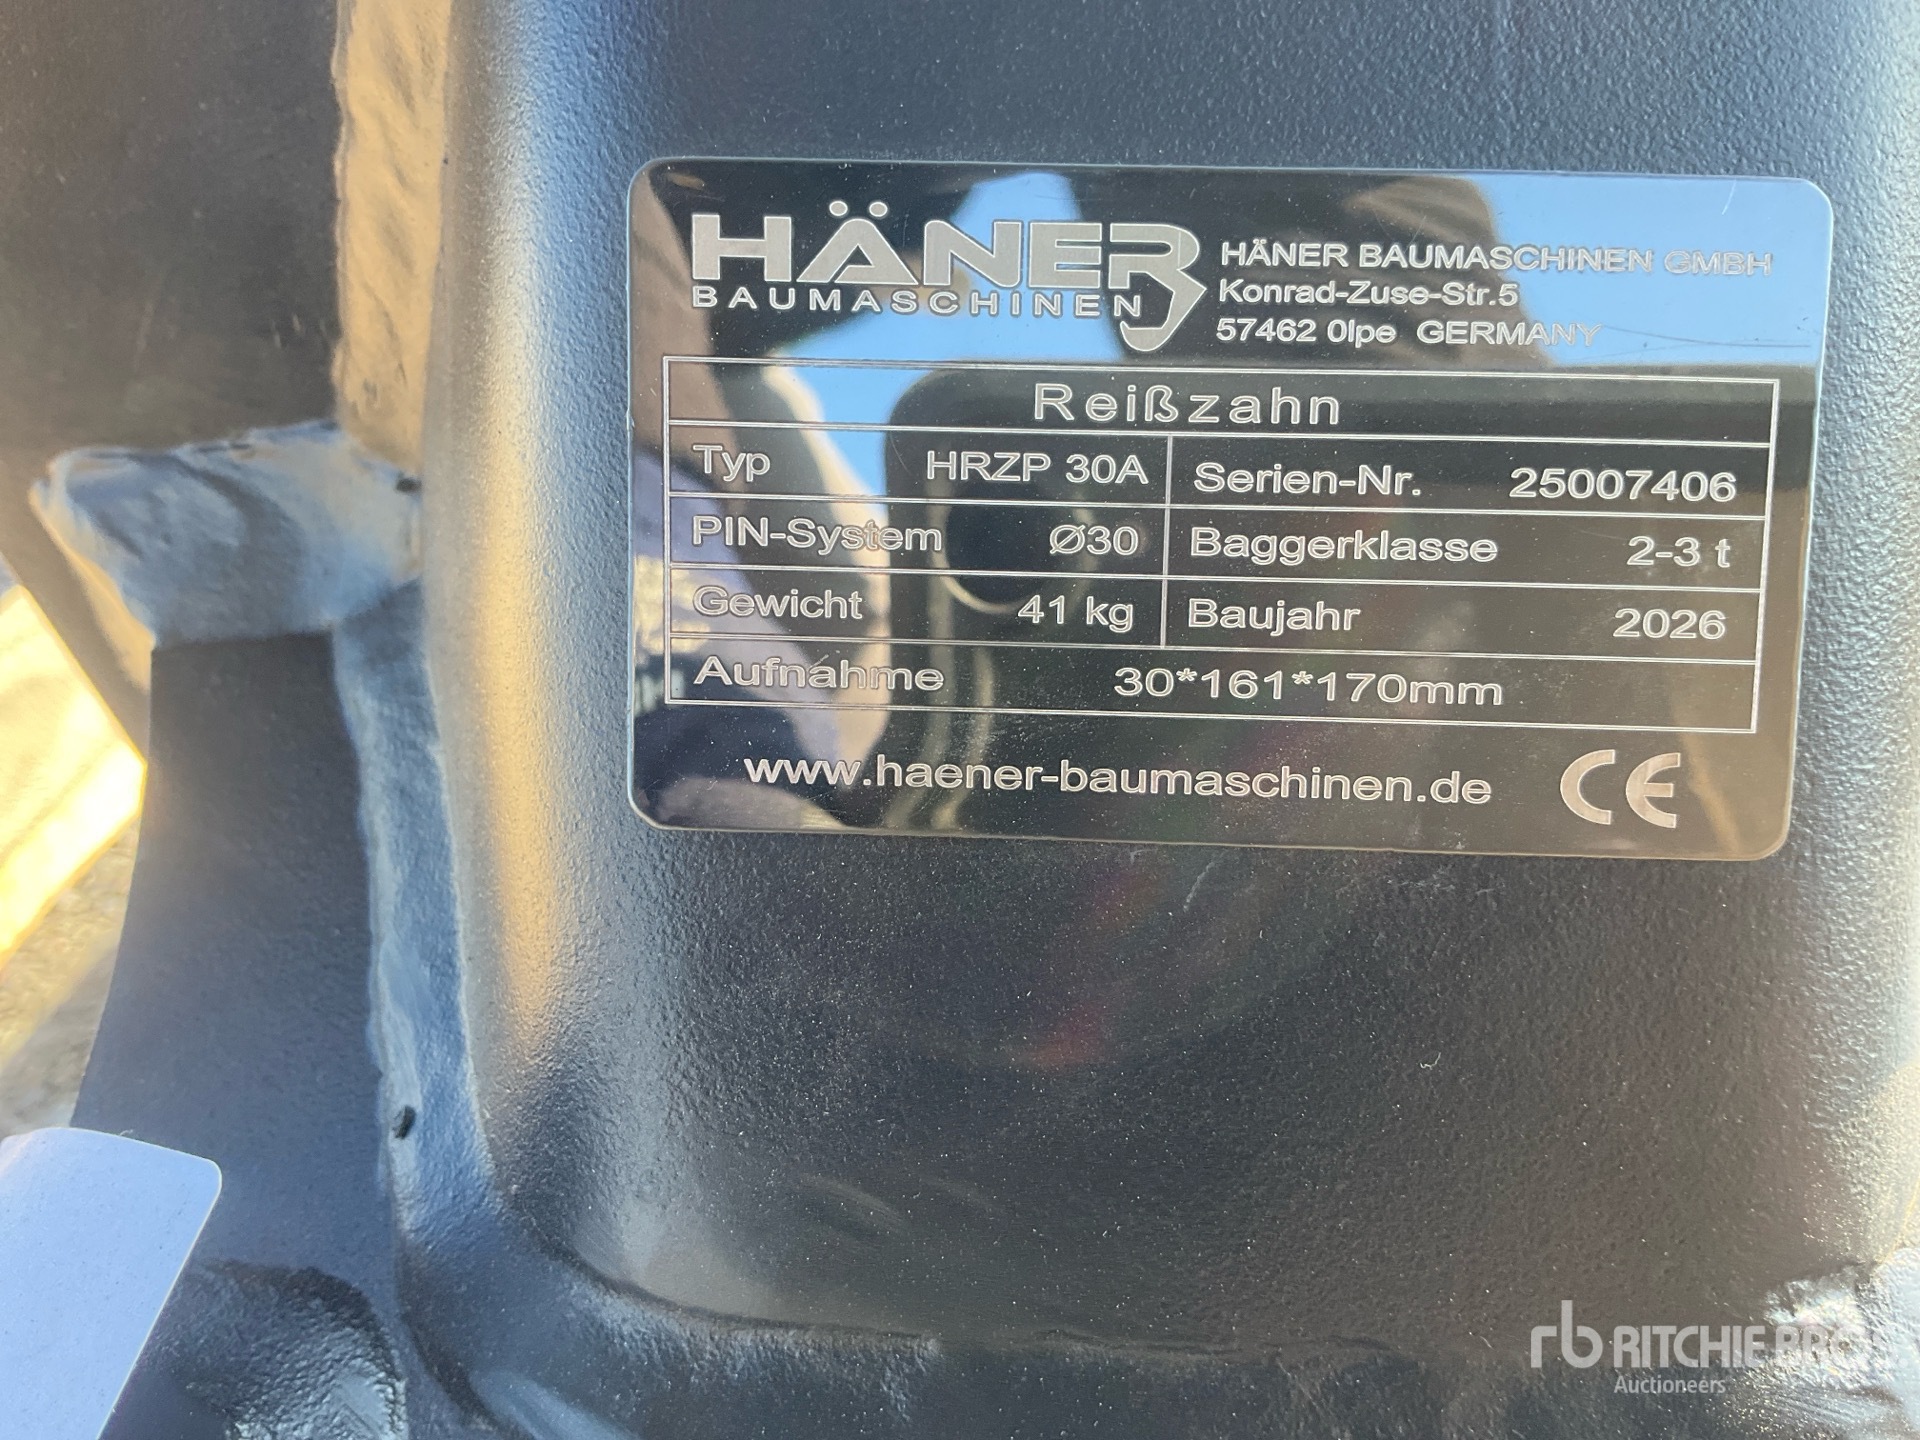 HÄNER
BAUMASCHINEN
HÄNER BAUMASCHINEN GMBH
Konrad-Zuse-Str.5
57462 Olpe GERMANY
Reißzahn
Typ HRZP 30A Serien-Nr. 25007406
PIN-System Ø30 Baggerklasse 2-3 t
Gewicht 41 kg Baujahr 2026
Aufnahme 30*161*170mm
www.haener-baumaschinen.de CE
rb RITCHIE BROS.
Auctioneers